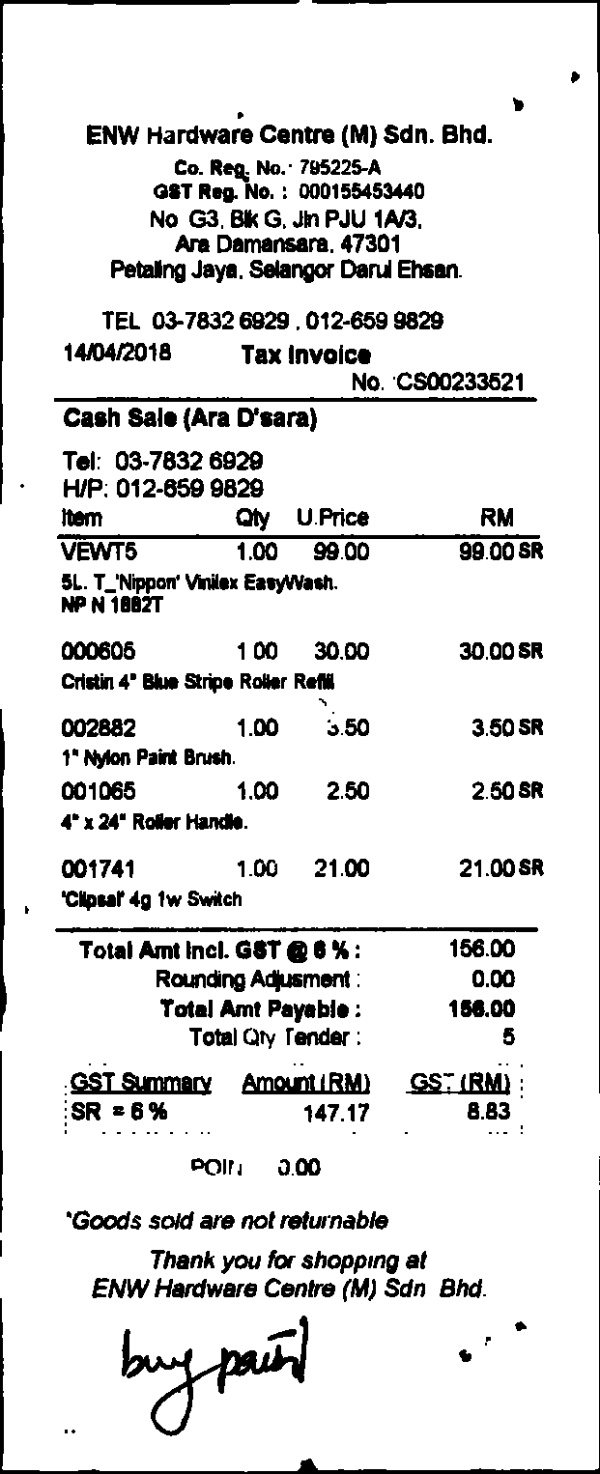 ENW Hardware Centre (M) Sdn. Bhd.
Co. Reg. No.: 795225-A
GST Reg. No. : 000155453440
No G3, Blk G, Jln PJU 1A/3,
Ara Damansara, 47301
Petaling Jaya, Selangor Darul Ehsan.
TEL 03-7832 6929 , 012-659 9829
14/04/2018 Tax Invoice
No. CS00233521
Cash Sale (Ara D'sara)
Tel: 03-7832 6929
H/P: 012-659 9829
Item Qty U.Price RM
VEWT5 1.00 99.00 99.00 SR
5L. T_'Nippon' Vinilex EasyWash.
NP N 1882T
000605 1 00 30.00 30.00 SR
Cristin 4" Blue Stripe Roller Refill
002882 1.00 3.50 3.50 SR
1" Nylon Paint Brush.
001065 1.00 2.50 2.50 SR
4" x 24" Roller Handle.
001741 1.00 21.00 21.00 SR
'Clipsal' 4g 1w Switch
Total Amt Incl. GST @ 6 % : 156.00
Rounding Adjusment : 0.00
Total Amt Payable : 156.00
Total Qty Tender : 5
GST Summary Amount (RM) GST (RM)
SR = 6 % 147.17 8.83
0.00
*Goods sold are not returnable
Thank you for shopping at
ENW Hardware Centre (M) Sdn Bhd.
buy paint